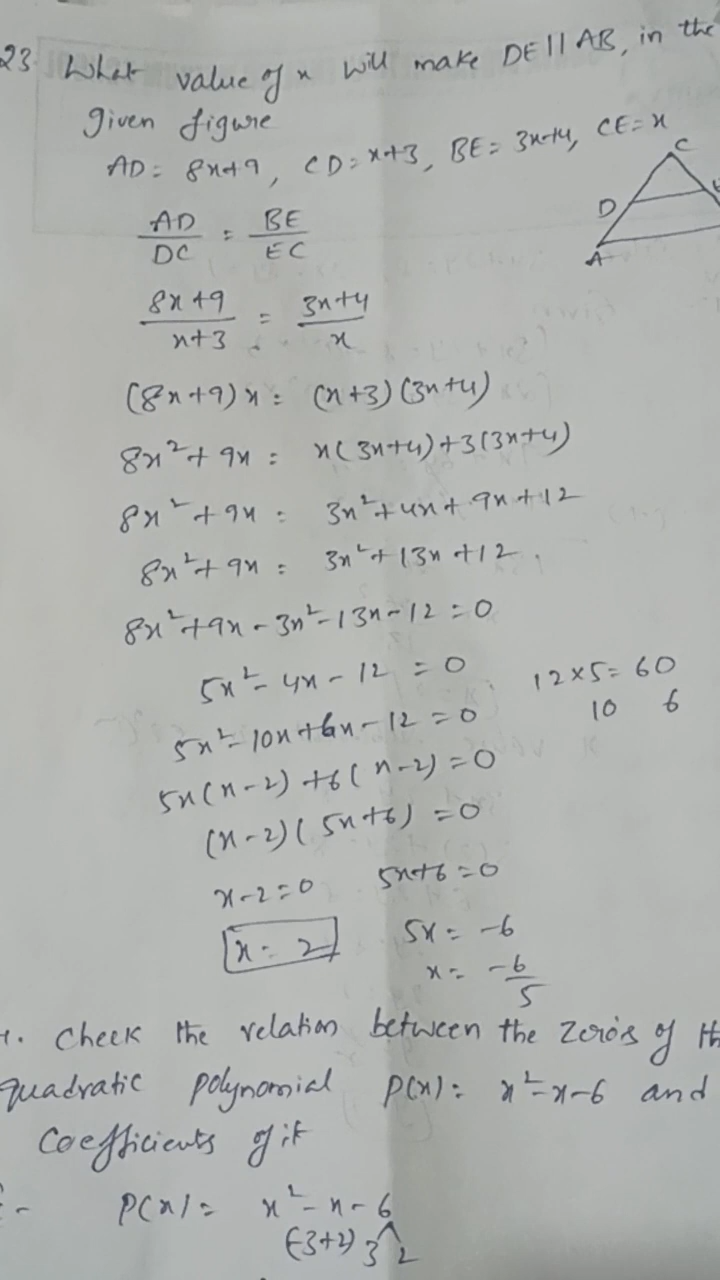 23. What value of x will make DE || AB, in the
given figure
AD = 8x+9, CD = x+3, BE = 3x+4, CE = x
C
D
A
AD/DC = BE/EC
(8x+9)/(x+3) = (3x+4)/x
(8x+9)x = (x+3)(3x+4)
8x²+9x = x(3x+4)+3(3x+4)
8x²+9x = 3x²+4x+9x+12
8x²+9x = 3x²+13x+12.
8x²+9x-3x²-13x-12=0
5x²-4x-12=0 12×5=60
5x²-10x+6x-12=0 10 6
5x(x-2)+6(x-2)=0
(x-2)(5x+6)=0
x-2=0 5x+6=0
x=2 5x=-6
x=-6/5
Check the relation between the zero's of
quadratic polynomial P(x)= x²-x-6 and
coefficients of it
P(x)= x²-x-6
(-3+2) 3 2